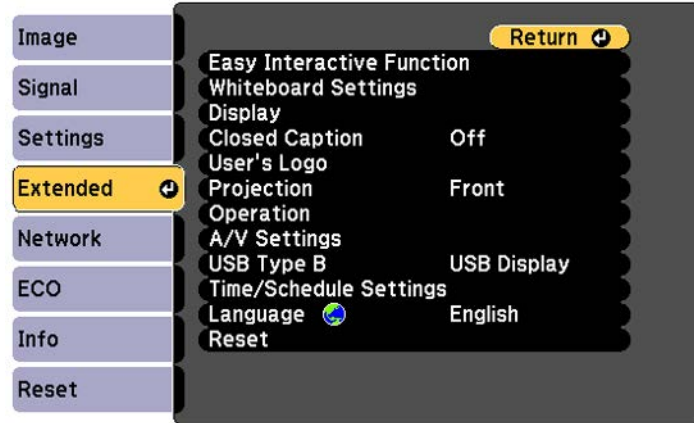 Image
Signal
Settings
Extended
Network
ECO
Info
Reset
Return
Easy Interactive Function
Whiteboard Settings
Display
Closed Caption Off
User's Logo
Projection Front
Operation
A/V Settings
USB Type B USB Display
Time/Schedule Settings
Language English
Reset